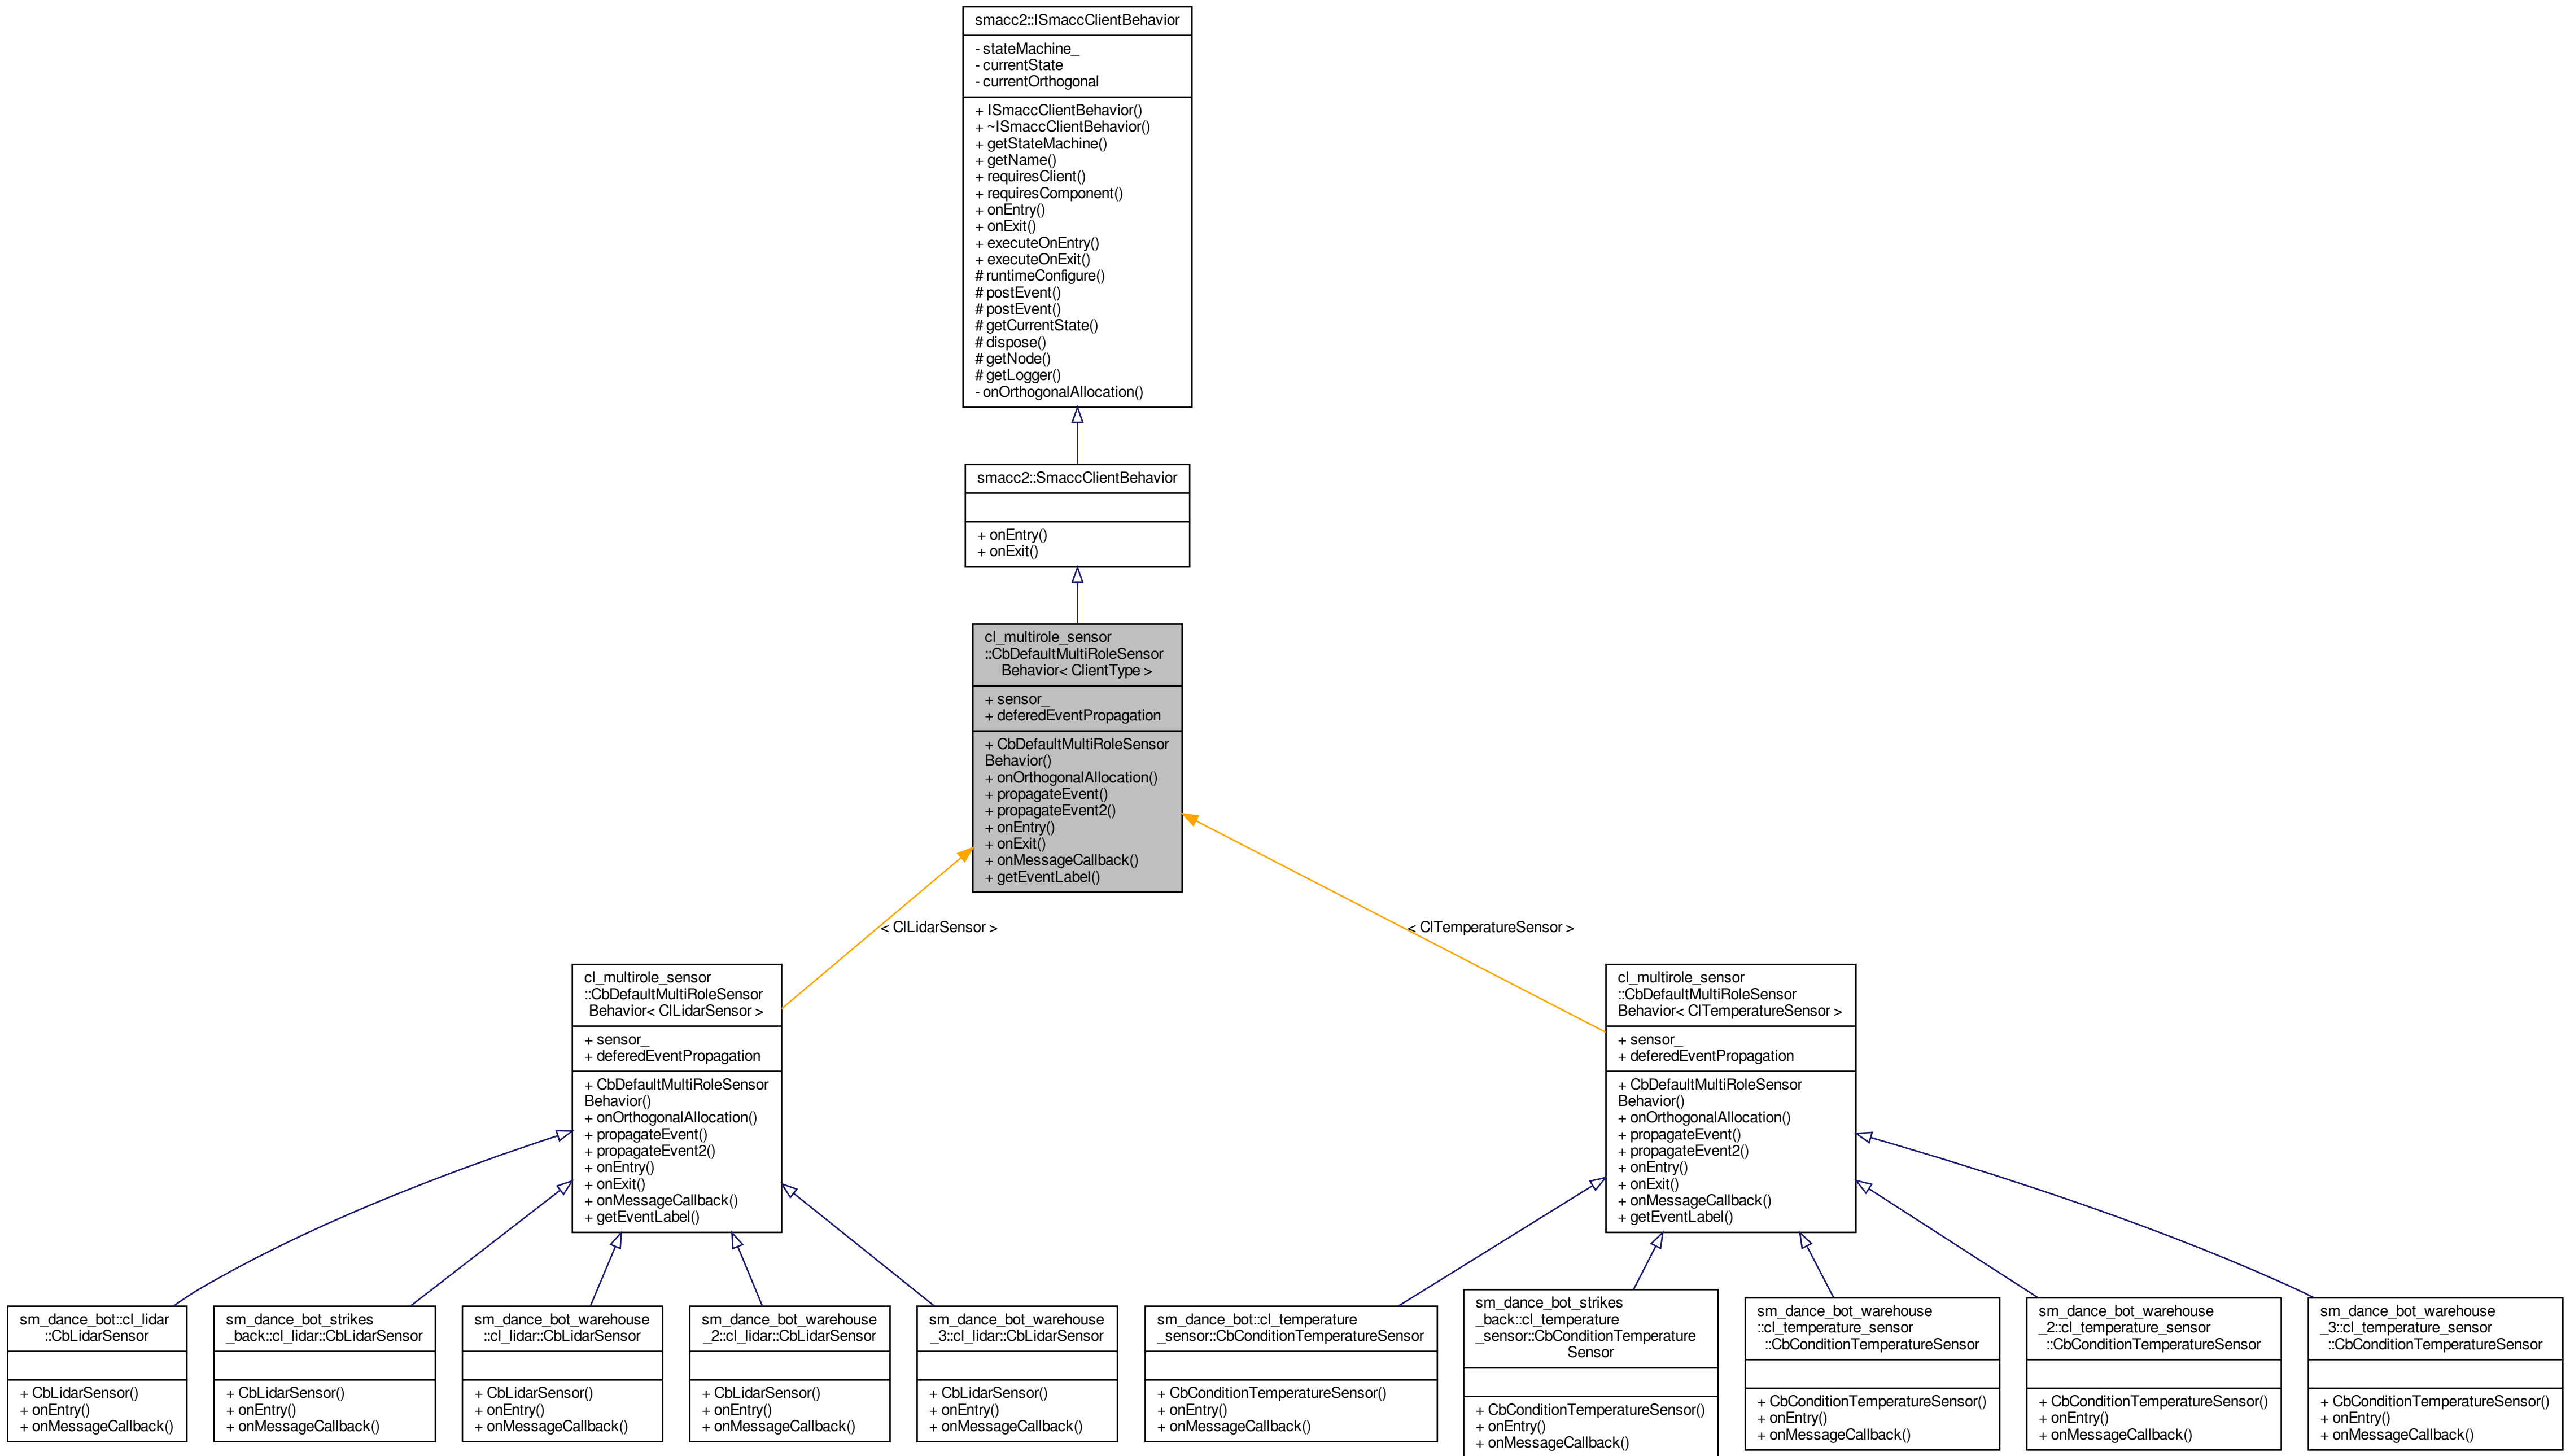 smacc2::ISmaccClientBehavior
- stateMachine_
- currentState
- currentOrthogonal
+ ISmaccClientBehavior()
+ ~ISmaccClientBehavior()
+ getStateMachine()
+ getName()
+ requiresClient()
+ requiresComponent()
+ onEntry()
+ onExit()
+ executeOnEntry()
+ executeOnExit()
# runtimeConfigure()
# postEvent()
# postEvent()
# getCurrentState()
# dispose()
# getNode()
# getLogger()
- onOrthogonalAllocation()
smacc2::SmaccClientBehavior
+ onEntry()
+ onExit()
cl_multirole_sensor
::CbDefaultMultiRoleSensor
Behavior< ClientType >
+ sensor_
+ deferedEventPropagation
+ CbDefaultMultiRoleSensor
Behavior()
+ onOrthogonalAllocation()
+ propagateEvent()
+ propagateEvent2()
+ onEntry()
+ onExit()
+ onMessageCallback()
+ getEventLabel()
< ClLidarSensor >
< ClTemperatureSensor >
cl_multirole_sensor
::CbDefaultMultiRoleSensor
Behavior< ClLidarSensor >
+ sensor_
+ deferedEventPropagation
+ CbDefaultMultiRoleSensor
Behavior()
+ onOrthogonalAllocation()
+ propagateEvent()
+ propagateEvent2()
+ onEntry()
+ onExit()
+ onMessageCallback()
+ getEventLabel()
cl_multirole_sensor
::CbDefaultMultiRoleSensor
Behavior< ClTemperatureSensor >
+ sensor_
+ deferedEventPropagation
+ CbDefaultMultiRoleSensor
Behavior()
+ onOrthogonalAllocation()
+ propagateEvent()
+ propagateEvent2()
+ onEntry()
+ onExit()
+ onMessageCallback()
+ getEventLabel()
sm_dance_bot::cl_lidar
::CbLidarSensor
+ CbLidarSensor()
+ onEntry()
+ onMessageCallback()
sm_dance_bot_strikes
_back::cl_lidar::CbLidarSensor
+ CbLidarSensor()
+ onEntry()
+ onMessageCallback()
sm_dance_bot_warehouse
::cl_lidar::CbLidarSensor
+ CbLidarSensor()
+ onEntry()
+ onMessageCallback()
sm_dance_bot_warehouse
_2::cl_lidar::CbLidarSensor
+ CbLidarSensor()
+ onEntry()
+ onMessageCallback()
sm_dance_bot_warehouse
_3::cl_lidar::CbLidarSensor
+ CbLidarSensor()
+ onEntry()
+ onMessageCallback()
sm_dance_bot::cl_temperature
_sensor::CbConditionTemperatureSensor
+ CbConditionTemperatureSensor()
+ onEntry()
+ onMessageCallback()
sm_dance_bot_strikes
_back::cl_temperature
_sensor::CbConditionTemperature
Sensor
+ CbConditionTemperatureSensor()
+ onEntry()
+ onMessageCallback()
sm_dance_bot_warehouse
::cl_temperature_sensor
::CbConditionTemperatureSensor
+ CbConditionTemperatureSensor()
+ onEntry()
+ onMessageCallback()
sm_dance_bot_warehouse
_2::cl_temperature_sensor
::CbConditionTemperatureSensor
+ CbConditionTemperatureSensor()
+ onEntry()
+ onMessageCallback()
sm_dance_bot_warehouse
_3::cl_temperature_sensor
::CbConditionTemperatureSensor
+ CbConditionTemperatureSensor()
+ onEntry()
+ onMessageCallback()